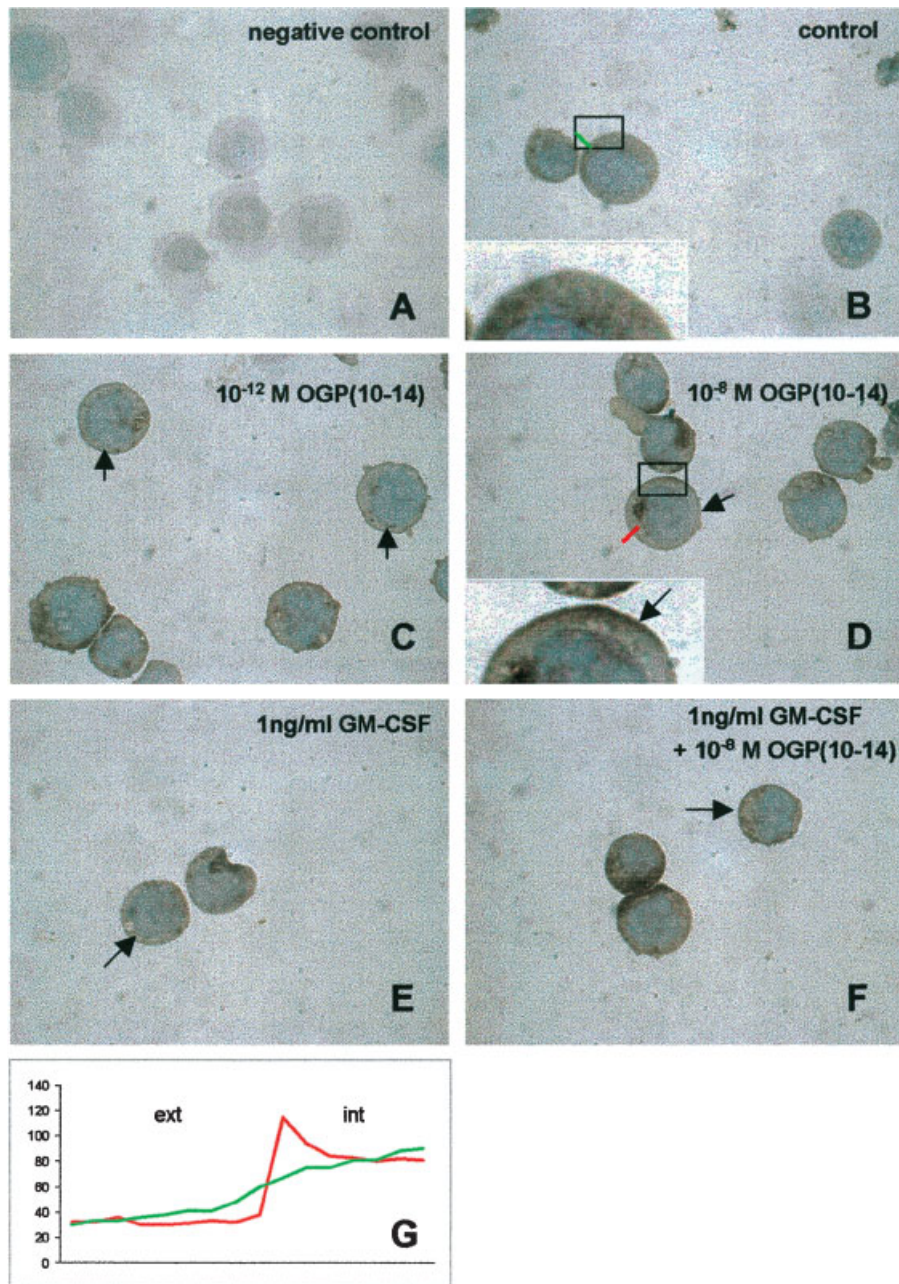 negative control
A
control
B
10⁻¹² M OGP(10-14)
C
10⁻⁸ M OGP(10-14)
D
1ng/ml GM-CSF
E
1ng/ml GM-CSF
+ 10⁻⁸ M OGP(10-14)
F
140
120
100
80
60
40
20
0
ext
int
G